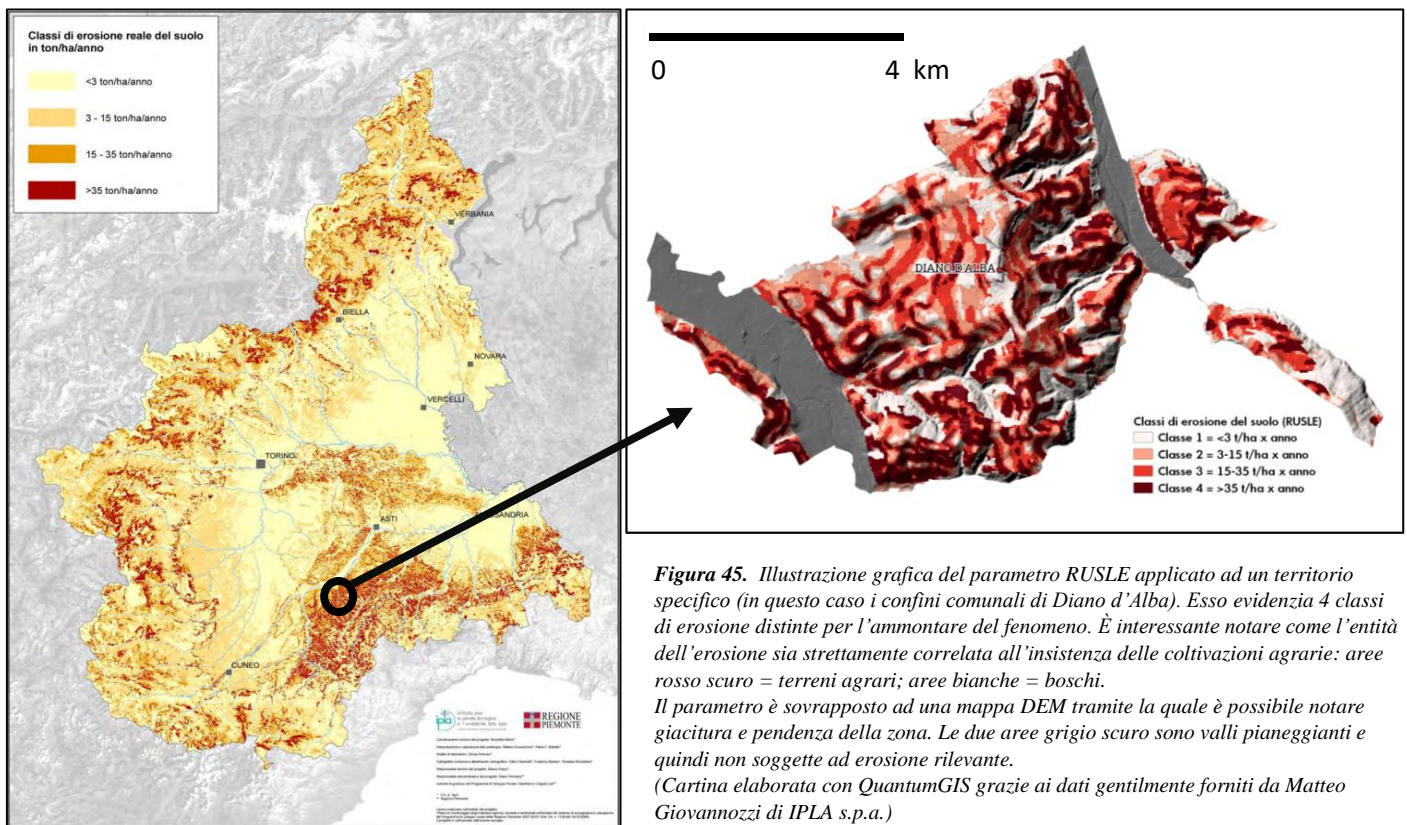 Classi di erosione reale del suolo
in ton/ha/anno
<3 ton/ha/anno
3 - 15 ton/ha/anno
15 - 35 ton/ha/anno
>35 ton/ha/anno
VERBANIA
BIELLA
NOVARA
VERCELLI
TORINO
ASTI
CUNEO
ipla
REGIONE
PIEMONTE
0 4 km
DIANO D'ALBA
Classi di erosione del suolo (RUSLE)
Classe 1 = <3 t/ha x anno
Classe 2 = 3-15 t/ha x anno
Classe 3 = 15-35 t/ha x anno
Classe 4 = >35 t/ha x anno
Figura 45. Illustrazione grafica del parametro RUSLE applicato ad un territorio
specifico (in questo caso i confini comunali di Diano d’Alba). Esso evidenzia 4 classi
di erosione distinte per l’ammontare del fenomeno. È interessante notare come l’entità
dell’erosione sia strettamente correlata all’insistenza delle coltivazioni agrarie: aree
rosso scuro = terreni agrari; aree bianche = boschi.
Il parametro è sovrapposto ad una mappa DEM tramite la quale è possibile notare
giacitura e pendenza della zona. Le due aree grigio scuro sono valli pianeggianti e
quindi non soggette ad erosione rilevante.
(Cartina elaborata con QuantumGIS grazie ai dati gentimente forniti da Matteo
Giovannozzi di IPLA s.p.a.)